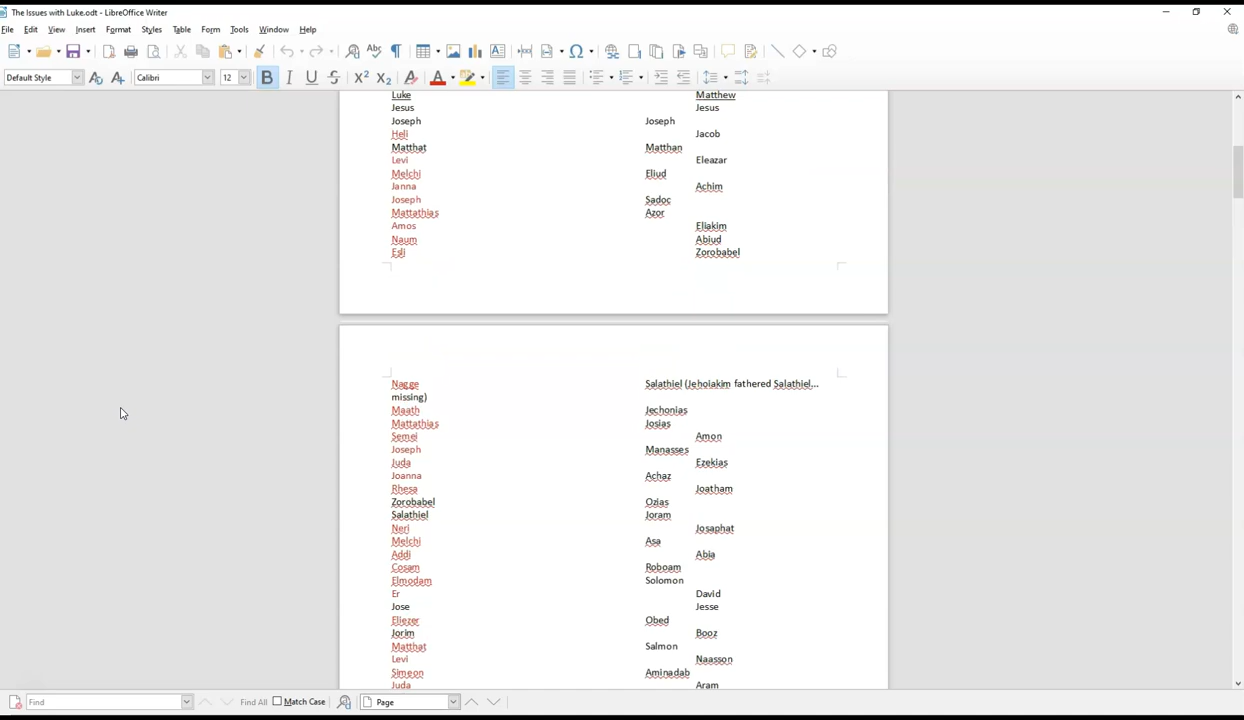 The Issues with Luke.odt - LibreOffice Writer
File Edit View Insert Format Styles Table Form Tools Window Help
Default Style Calibri 12
Luke Matthew
Jesus Jesus
Joseph Joseph
Heli Jacob
Matthat Matthan
Levi Eleazar
Melchi Eliud
Janna Achim
Joseph Sadoc
Mattathias Azor
Amos Eliakim
Naum Abiud
Esli Zorobabel
Nagge Salathiel (Jehoiakim fathered Salathiel...
missing)
Maath Jechonias
Mattathias Josias
Semei Amon
Joseph Manasses
Juda Ezekias
Joanna Achaz
Rhesa Joatham
Zorobabel Ozias
Salathiel Joram
Neri Josaphat
Melchi Asa
Addi Abia
Cosam Roboam
Elmodam Solomon
Er David
Jose Jesse
Eliezer Obed
Jorim Booz
Matthat Salmon
Levi Naasson
Simeon Aminadab
Juda Aram
Find Find All Match Case Page